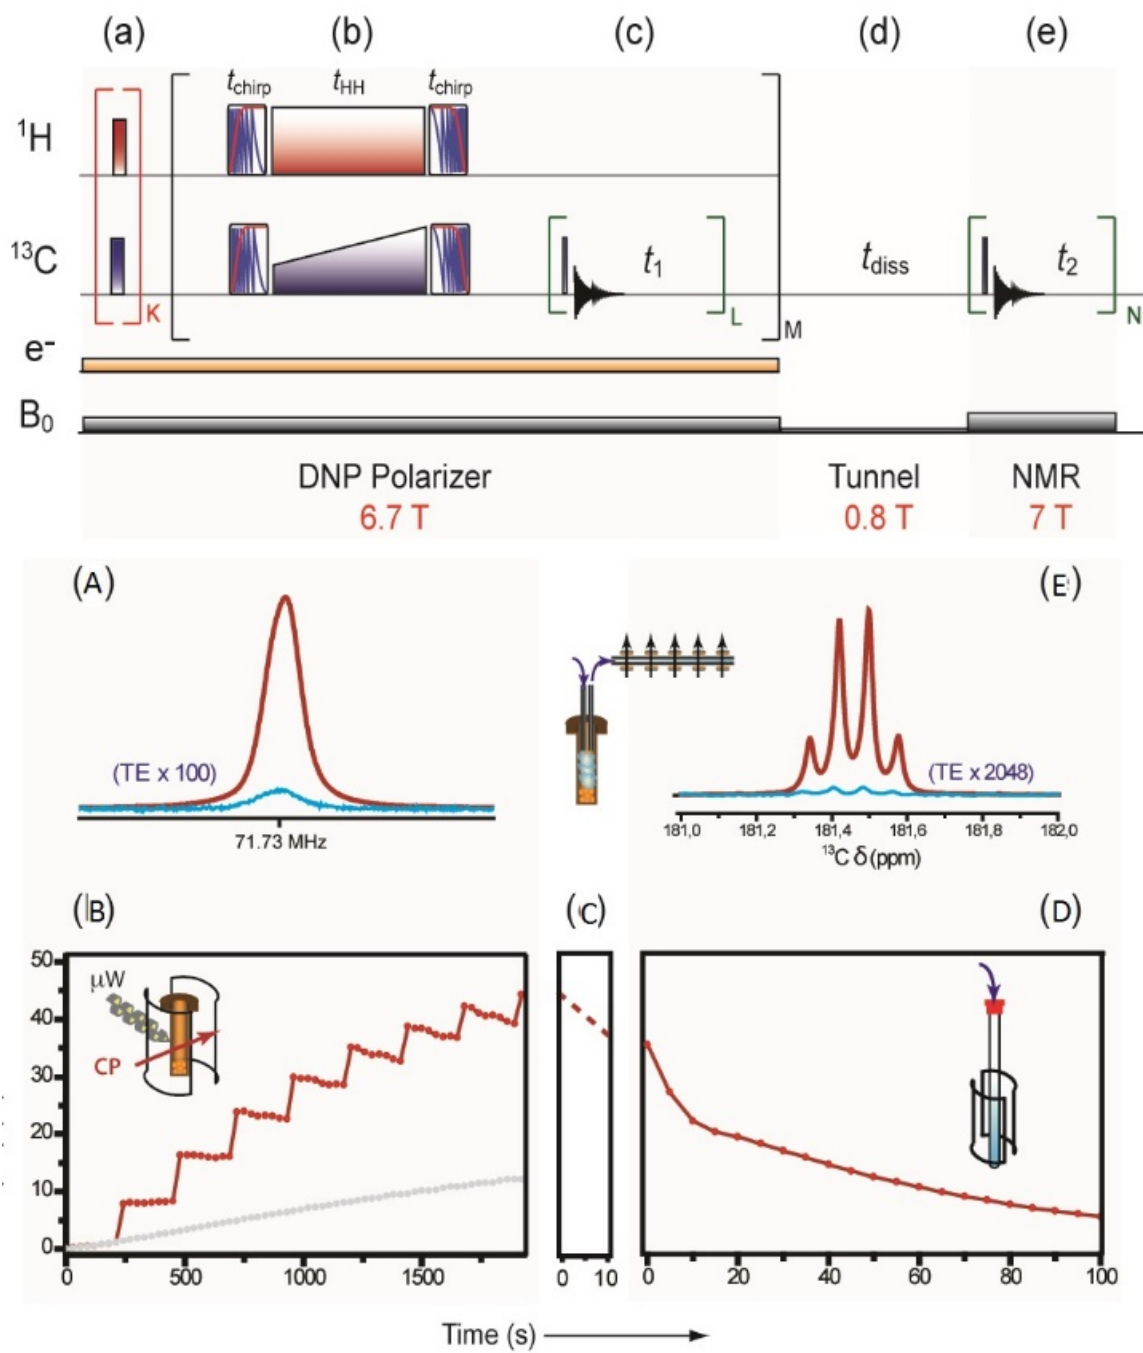 (a) (b) (c) (d) (e)
tchirp tHH tchirp
1H
K
13C t1 tdiss t2
L M N
e-
B0
DNP Polarizer Tunnel NMR
6.7 T 0.8 T 7 T
(A) (E)
(TE x 100) (TE x 2048)
71.73 MHz
181,0 181,2 181,4 181,6 181,8 182,0
13C δ (ppm)
(B) (C) (D)
50
μW
40
CP
30
20
10
0
0 500 1000 1500 0 10 0 20 40 60 80 100
Time (s)